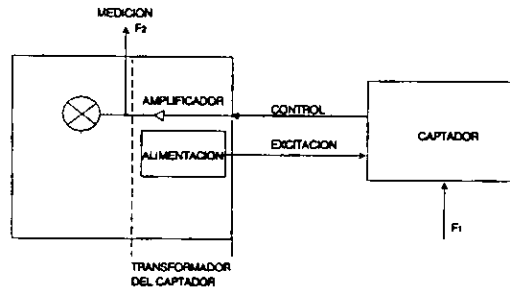 MEDICION
F2
AMPLIFICADOR
CONTROL
CAPTADOR
ALIMENTACION
EXCITACION
F1
TRANSFORMADOR
DEL CAPTADOR